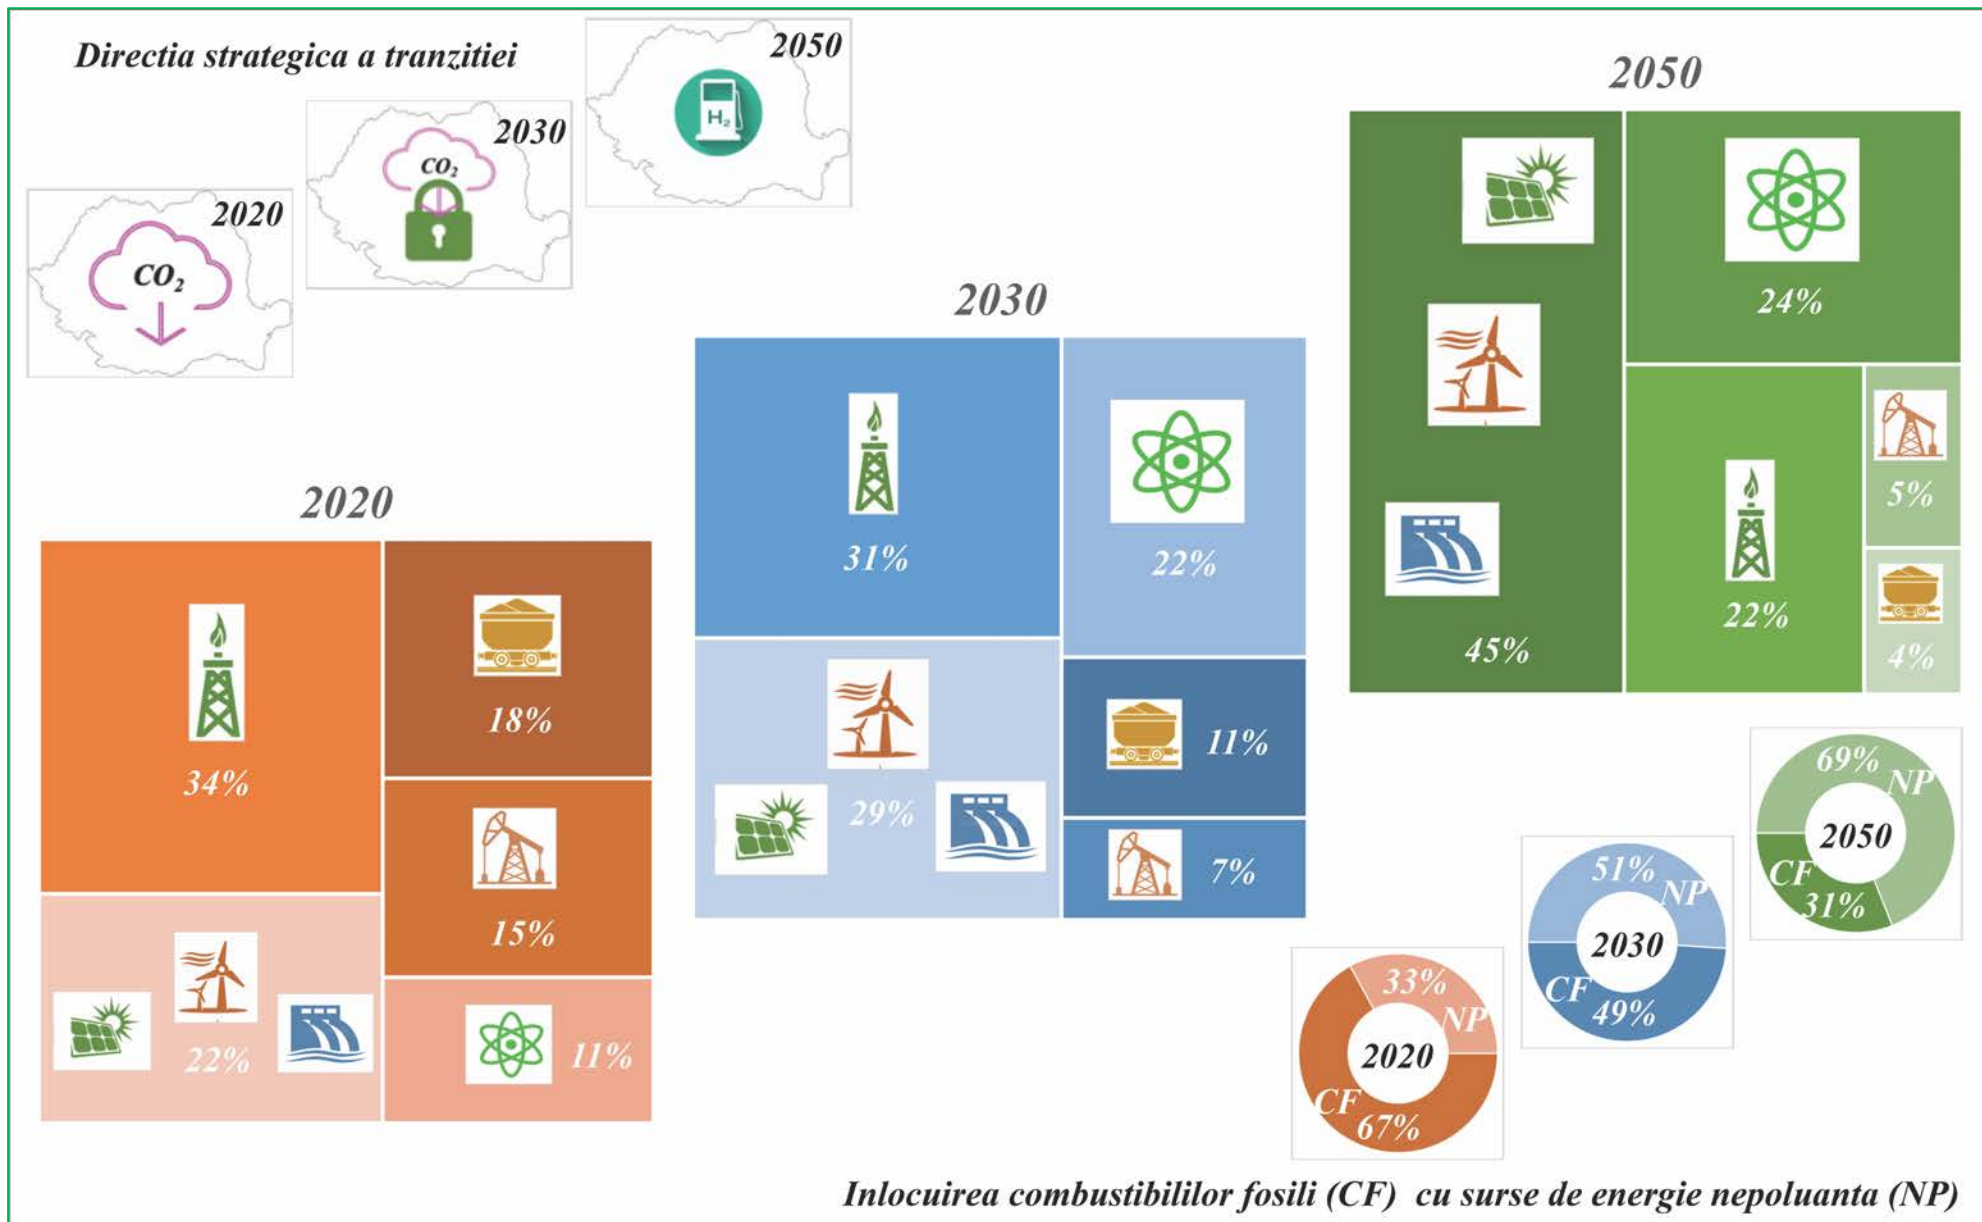 Directia strategica a tranzitiei
2050
H2
2030
CO2
2020
CO2
2020
34%
18%
15%
22%
11%
2030
31%
22%
29%
11%
7%
2050
45%
24%
22%
5%
4%
33%
NP
2020
CF
67%
51%
NP
2030
CF
49%
69%
NP
2050
CF
31%
Inlocuirea combustibililor fosili (CF) cu surse de energie nepoluanta (NP)